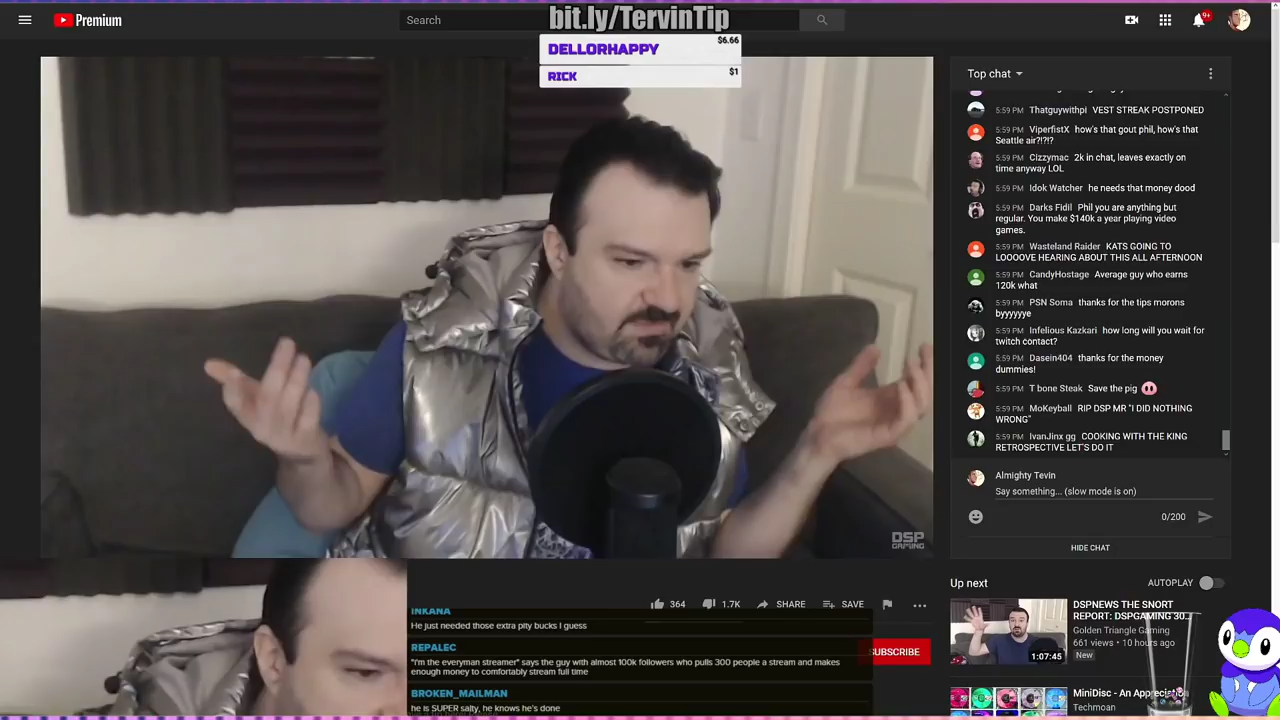 Premium
Search
bit.ly/TervinTip
9+
DELLORHAPPY
$6.66
RICK
$1
Top chat
5:59 PM Thatguywithpi VEST STREAK POSTPONED
5:59 PM ViperfistX how's that gout phil, how's that
Seattle air?!?!?
5:59 PM Cizzymac 2k in chat, leaves exactly on
time anyway LOL
5:59 PM Idok Watcher he needs that money dood
5:59 PM Darks Fidil Phil you are anything but
regular. You make $140k a year playing video
games.
5:59 PM Wasteland Raider KATS GOING TO
LOOOOVE HEARING ABOUT THIS ALL AFTERNOON
5:59 PM CandyHostage Average guy who earns
120k what
5:59 PM PSN Soma thanks for the tips morons
byyyyyye
5:59 PM Infelious Kazkari how long will you wait for
twitch contact?
5:59 PM Dasein404 thanks for the money
dummies!
5:59 PM T bone Steak Save the pig
5:59 PM MoKeyball RIP DSP MR "I DID NOTHING
WRONG"
5:59 PM IvanJinx gg COOKING WITH THE KING
RETROSPECTIVE LET'S DO IT
Almighty Tevin
Say something... (slow mode is on)
0/200
HIDE CHAT
DSP
GAMING
364
1.7K
SHARE
SAVE
INKANA
He just needed those extra pity bucks I guess
REPALEC
"I'm the everyman streamer" says the guy with almost 100k followers who pulls 300 people a stream and makes
enough money to comfortably stream full time
BROKEN_MAILMAN
he is SUPER salty, he knows he's done
SUBSCRIBE
Up next
AUTOPLAY
DSPNEWS THE SNORT
REPORT: DSPGAMING 30...
Golden Triangle Gaming
661 views • 10 hours ago
New
1:07:45
MiniDisc - An Appreciation
Techmoan